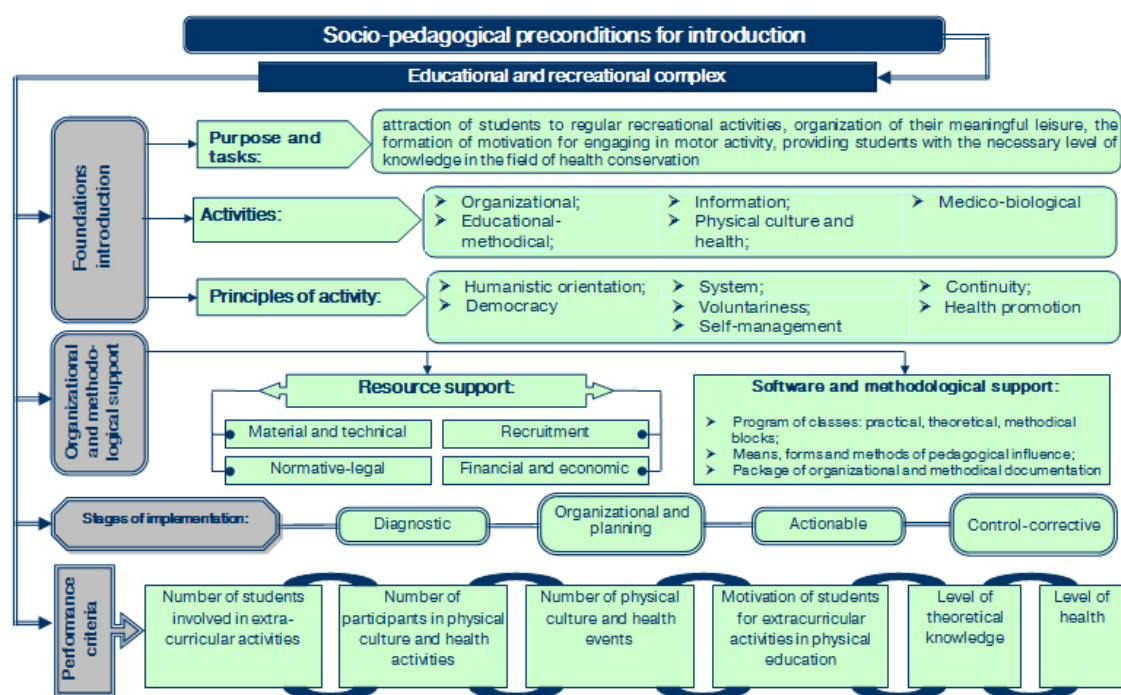 Socio-pedagogical preconditions for introduction
Educational and recreational complex
Foundations
introduction
Purpose and
tasks:
attraction of students to regular recreational activities, organization of their meaningful leisure, the
formation of motivation for engaging in motor activity, providing students with the necessary level of
knowledge in the field of health conservation
Activities:
➢ Organizational;
➢ Educational-
methodical;
➢ Information;
➢ Physical culture and
health;
➢ Medico-biological
Principles of activity:
➢ Humanistic orientation;
➢ Democracy
➢ System;
➢ Voluntariness;
➢ Self-management
➢ Continuity;
➢ Health promotion
Organizational
and methodo-
logical support
Resource support:
Material and technical
Recruitment
Normative-legal
Financial and economic
Software and methodological support:
➢ Program of classes: practical, theoretical, methodical
blocks;
➢ Means, forms and methods of pedagogical influence;
➢ Package of organizational and methodical documentation
Stages of implementation:
Diagnostic
Organizational and
planning
Actionable
Control-corrective
Performance
criteria
Number of students
involved in extra-
curricular activities
Number of
participants in physical
culture and health
activities
Number of physical
culture and health
events
Motivation of students
for extracurricular
activities in physical
education
Level of
theoretical
knowledge
Level of
health